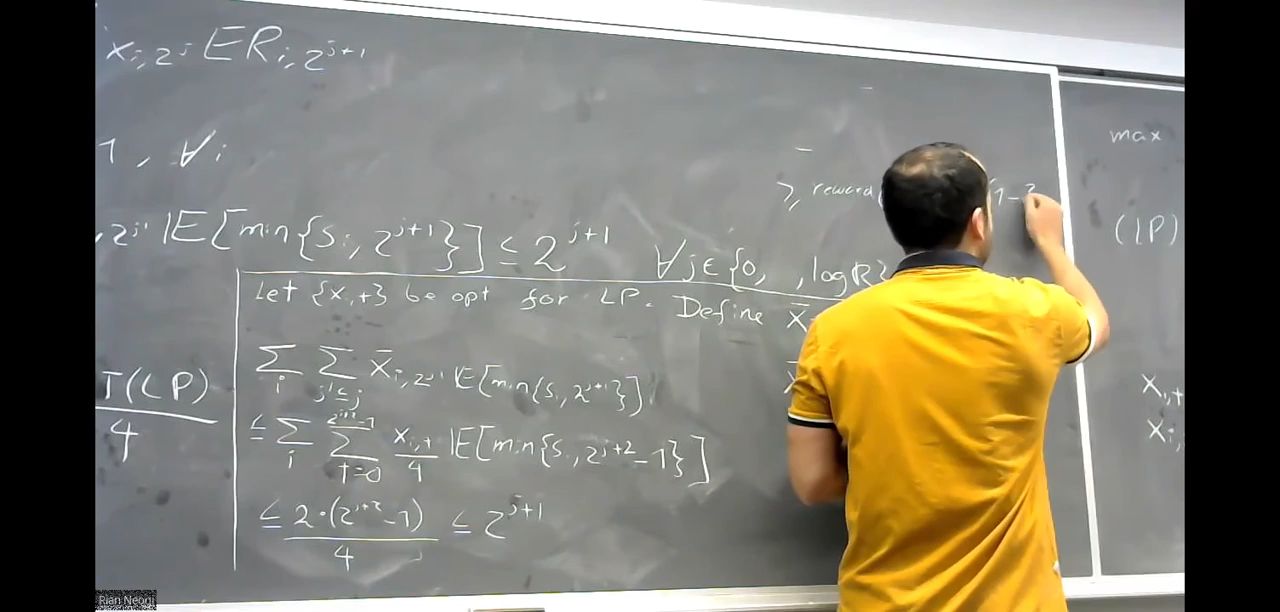 x_{i,2^j} ER_{i,2^{j+1}}
1, ∀i
≥ reward (1-2
max
,2^{j'} 𝔼[min{S_i, 2^{j+1}}] ≤ 2^{j+1} ∀j∈{0, , log B}
(LP)
Let {x_{i,t}} be opt for LP. Define x̄
Σ_i Σ_{j'≤j} x̄_{i,2^{j'}} 𝔼[min{S_i, 2^{j+1}}]
T(LP)/4
≤ Σ_i Σ_{t=0}^{2^{j+2}-1} x_{i,t}/4 𝔼[min{S_i, 2^{j+2}-1}]
x_{i,t}
x_{i,
≤ 2·(2^{j+2}-1)/4 ≤ 2^{j+1}
Rian Neogi